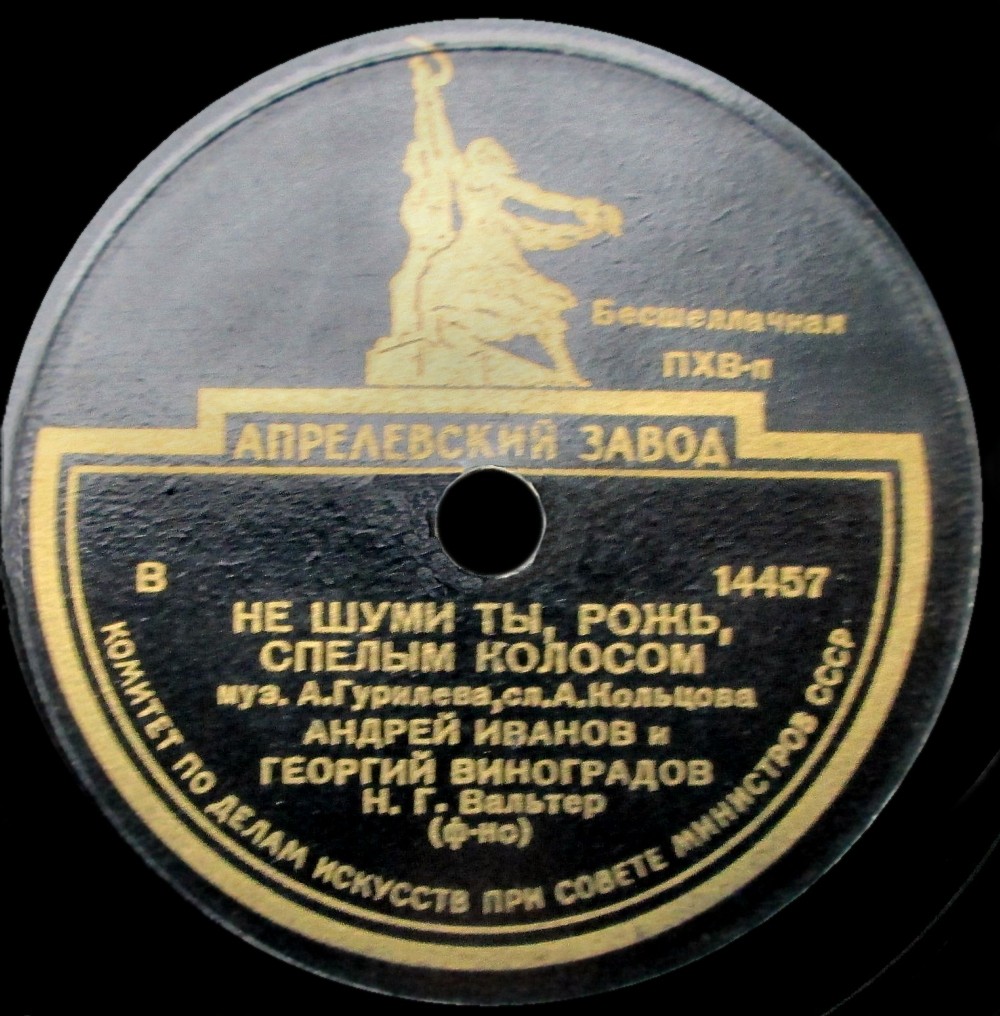 Бесшеллачная
ПХВ-п
АПРЕЛЕВСКИЙ ЗАВОД
В
14457
НЕ ШУМИ ТЫ, РОЖЬ,
СПЕЛЫМ КОЛОСОМ
муз. А.Гурилева, сл. А.Кольцова
АНДРЕЙ ИВАНОВ и
ГЕОРГИЙ ВИНОГРАДОВ
Н. Г. Вальтер
(ф-но)
КОМИТЕТ ПО ДЕЛАМ ИСКУССТВ ПРИ СОВЕТЕ МИНИСТРОВ СССР